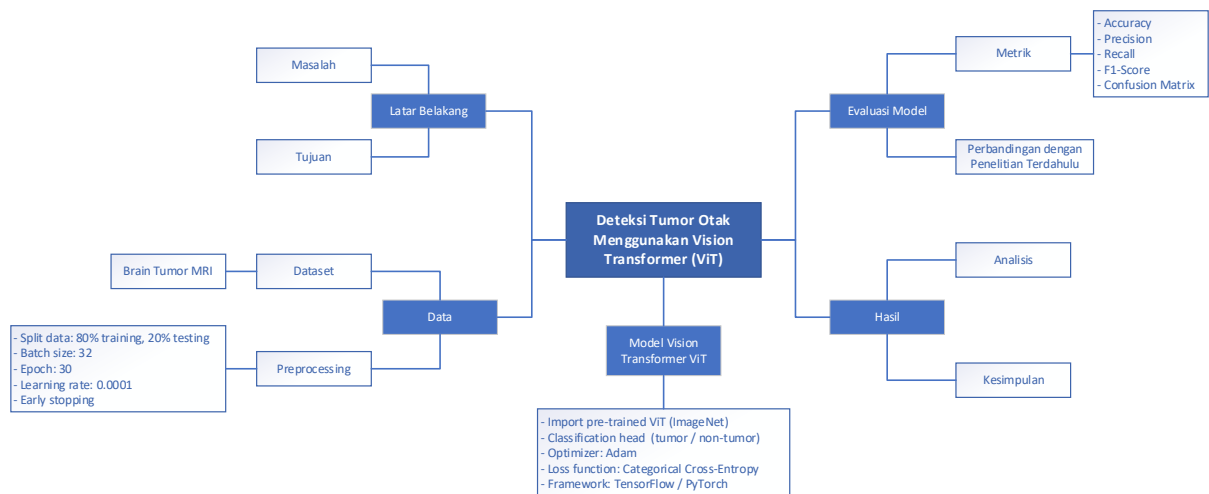 Masalah
Latar Belakang
Tujuan
Brain Tumor MRI
Dataset
Data
- Split data: 80% training, 20% testing
- Batch size: 32
- Epoch: 30
- Learning rate: 0.0001
- Early stopping
Preprocessing
Deteksi Tumor Otak
Menggunakan Vision
Transformer (ViT)
Model Vision
Transformer ViT
- Import pre-trained ViT (ImageNet)
- Classification head (tumor / non-tumor)
- Optimizer: Adam
- Loss function: Categorical Cross-Entropy
- Framework: TensorFlow / PyTorch
Metrik
- Accuracy
- Precision
- Recall
- F1-Score
- Confusion Matrix
Evaluasi Model
Perbandingan dengan
Penelitian Terdahulu
Analisis
Hasil
Kesimpulan